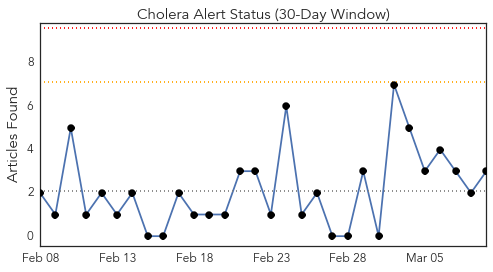 Cholera Alert Status (30-Day Window)
Articles Found
8
6
4
2
0
Feb 08 Feb 13 Feb 18 Feb 23 Feb 28 Mar 05